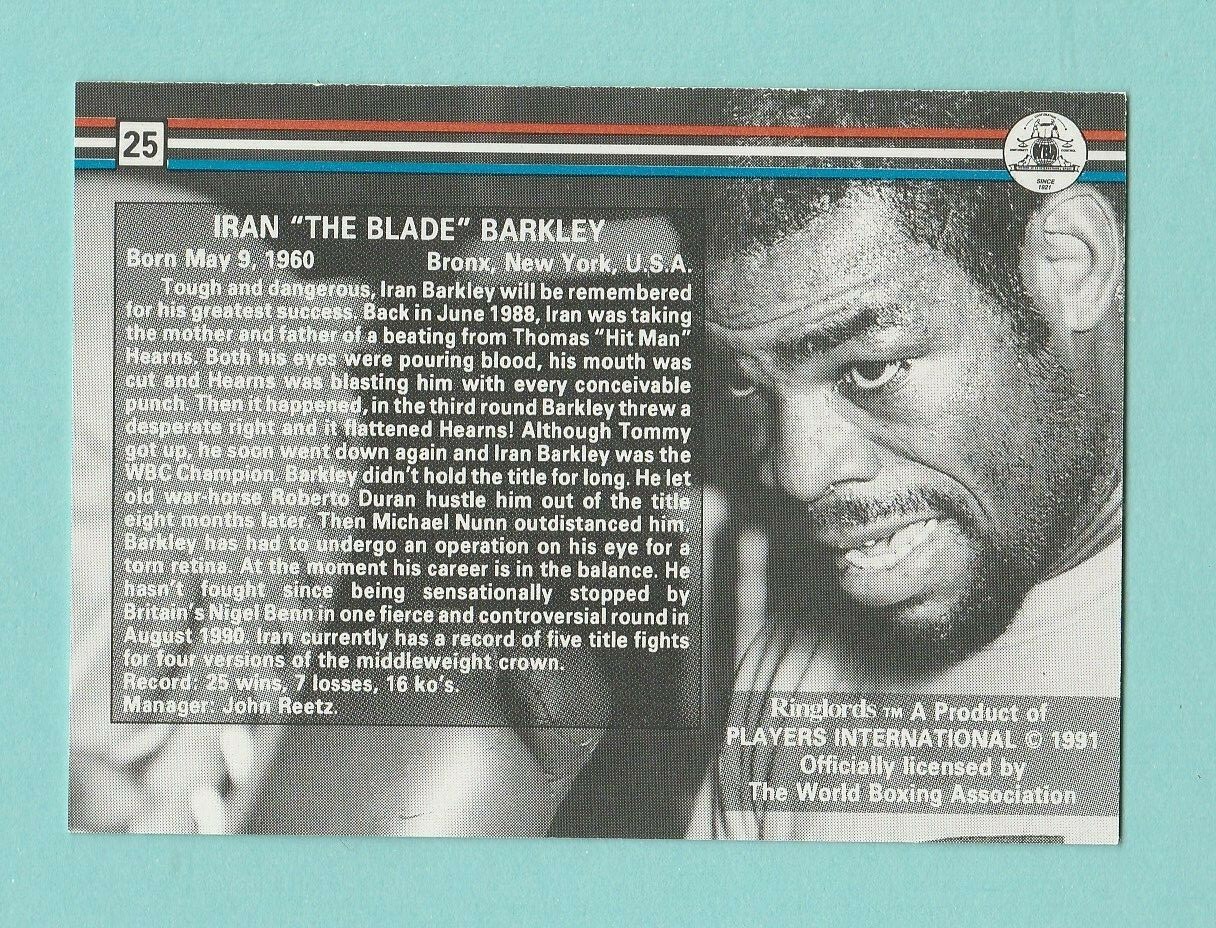 25
SINCE
1921
IRAN “THE BLADE” BARKLEY
Born May 9, 1960 Bronx, New York, U.S.A.
Tough and dangerous, Iran Barkley will be remembered
for his greatest success. Back in June 1988, Iran was taking
the mother and father of a beating from Thomas “Hit Man”
Hearns. Both his eyes were pouring blood, his mouth was
cut and Hearns was blasting him with every conceivable
punch. Then it happened, in the third round Barkley threw a
desperate right and it flattened Hearns! Although Tommy
got up, he soon went down again and Iran Barkley was the
WBC Champion. Barkley didn't hold the title for long. He let
old war-horse Roberto Duran hustle him out of the title
eight months later. Then Michael Nunn outdistanced him.
Barkley has had to undergo an operation on his eye for a
torn retina. At the moment his career is in the balance. He
hasn't fought since being sensationally stopped by
Britain's Nigel Benn in one fierce and controversial round in
August 1990. Iran currently has a record of five title fights
for four versions of the middleweight crown.
Record: 25 wins, 7 losses, 16 ko's.
Manager: John Reetz.
Ringlords TM A Product of
PLAYERS INTERNATIONAL © 1991
Officially licensed by
The World Boxing Association